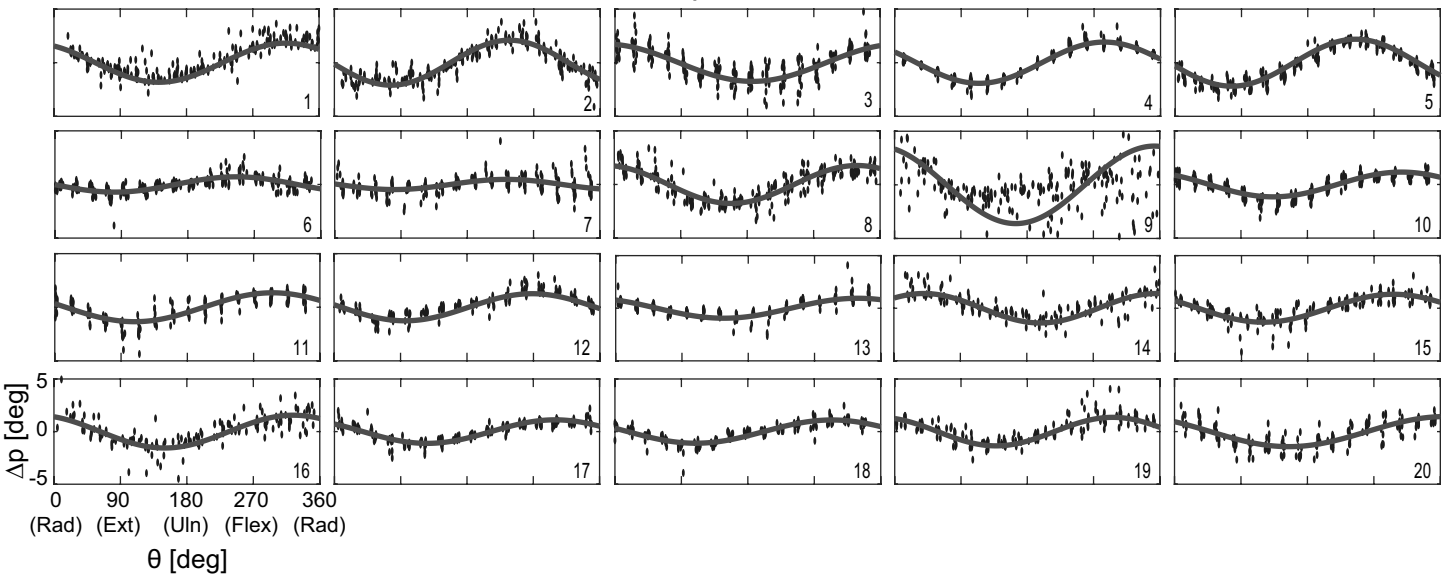 1 2 3 4 5
6 7 8 9 10
11 12 13 14 15
5
0
-5
Δp [deg]
16 17 18 19 20
0 90 180 270 360
(Rad) (Ext) (Uln) (Flex) (Rad)
θ [deg]